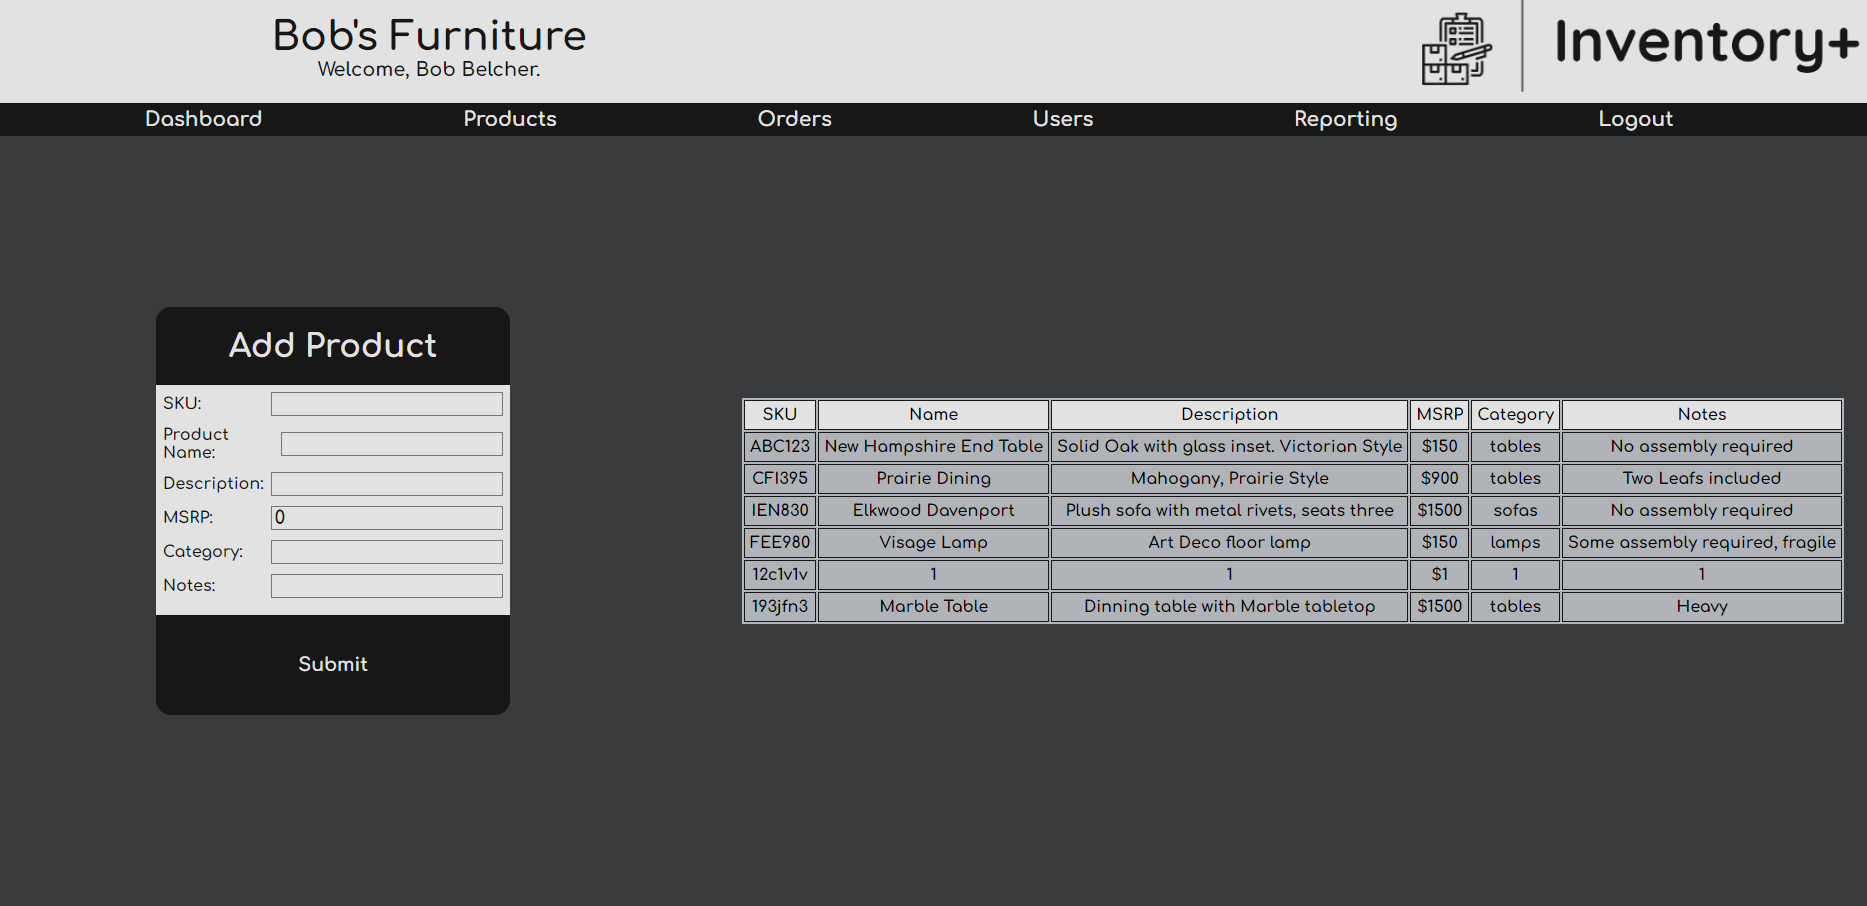 Bob's Furniture
Welcome, Bob Belcher.
Inventory+
Dashboard Products Orders Users Reporting Logout
Add Product
SKU:
Product
Name:
Description:
MSRP: 0
Category:
Notes:
Submit
SKU Name Description MSRP Category Notes
ABC123 New Hampshire End Table Solid Oak with glass inset. Victorian Style $150 tables No assembly required
CFI395 Prairie Dining Mahogany, Prairie Style $900 tables Two Leafs included
IEN830 Elkwood Davenport Plush sofa with metal rivets, seats three $1500 sofas No assembly required
FEE980 Visage Lamp Art Deco floor lamp $150 lamps Some assembly required, fragile
12c1v1v 1 1 $1 1 1
193jfn3 Marble Table Dinning table with Marble tabletop $1500 tables Heavy